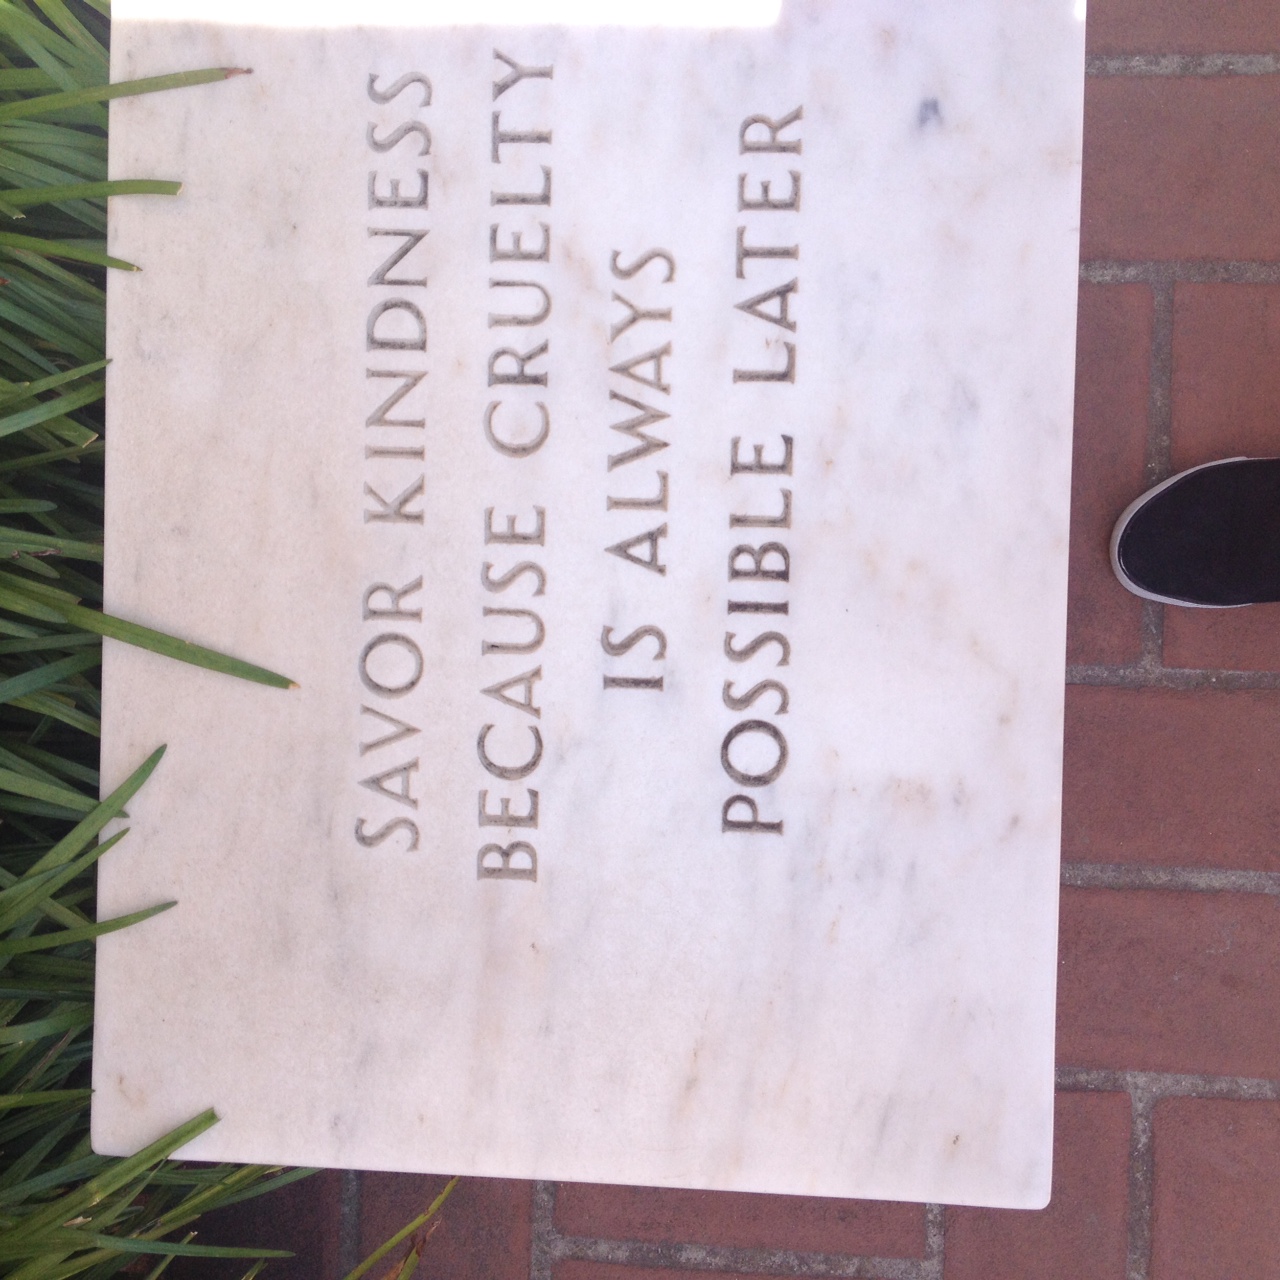 SAVOR KINDNESS
BECAUSE CRUELTY
IS ALWAYS
POSSIBLE LATER